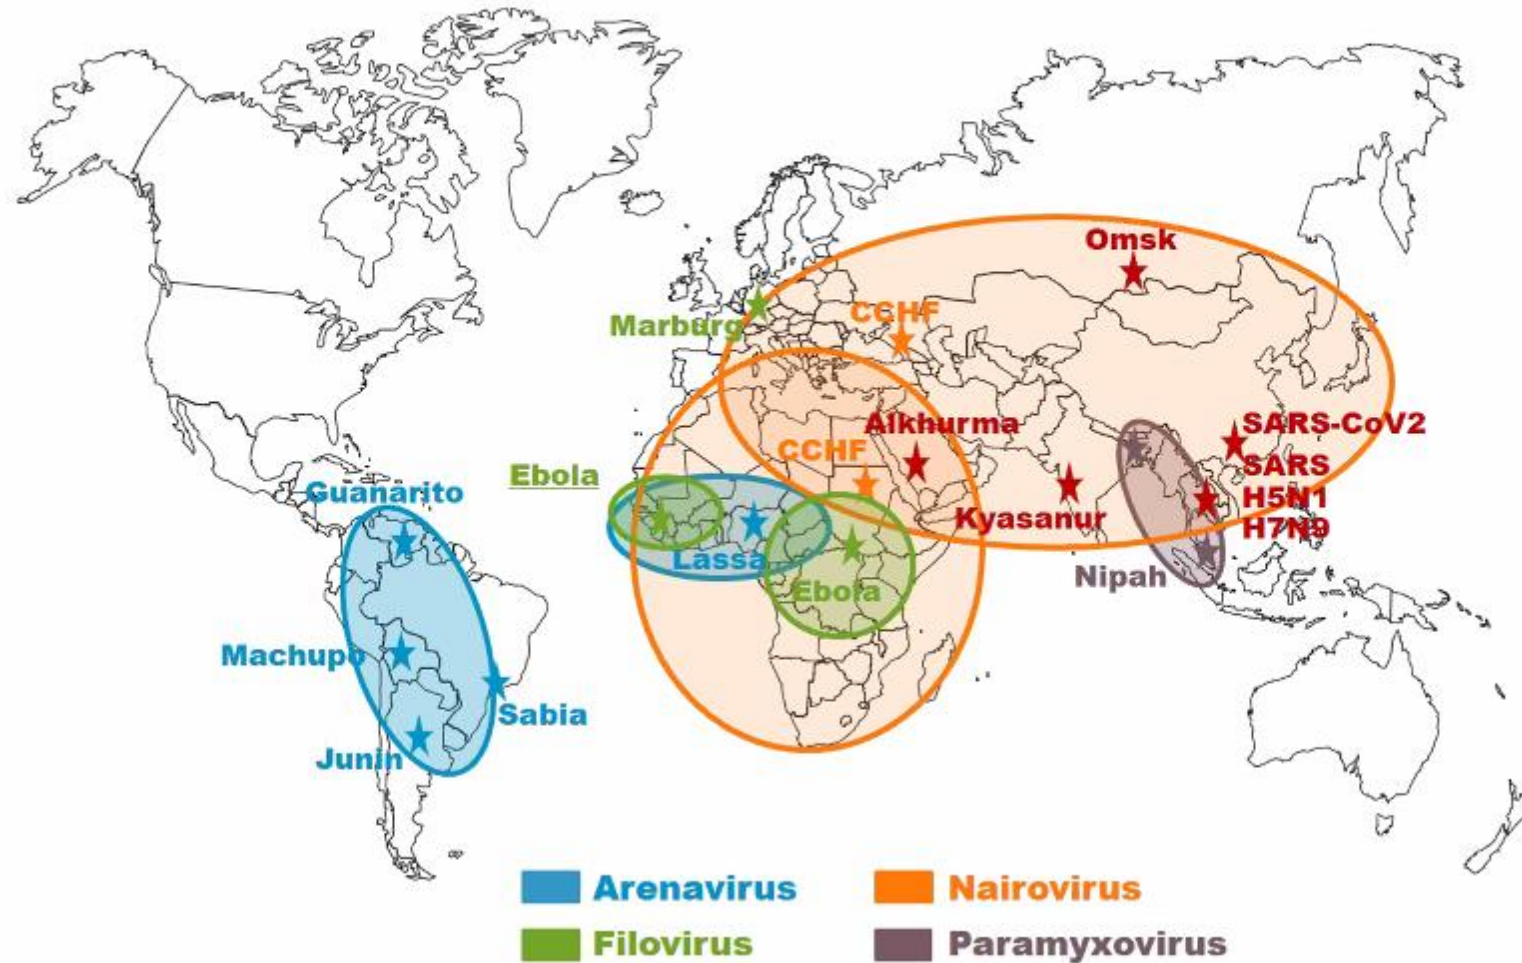 Omsk
CCHF
Marburg
Alkhurma
SARS-CoV2
CCHF
SARS
Ebola
Guanarito
H5N1
Kyasanur
H7N9
Lassa
Nipah
Ebola
Machupo
Sabia
Junin
Arenavirus
Nairovirus
Filovirus
Paramyxovirus